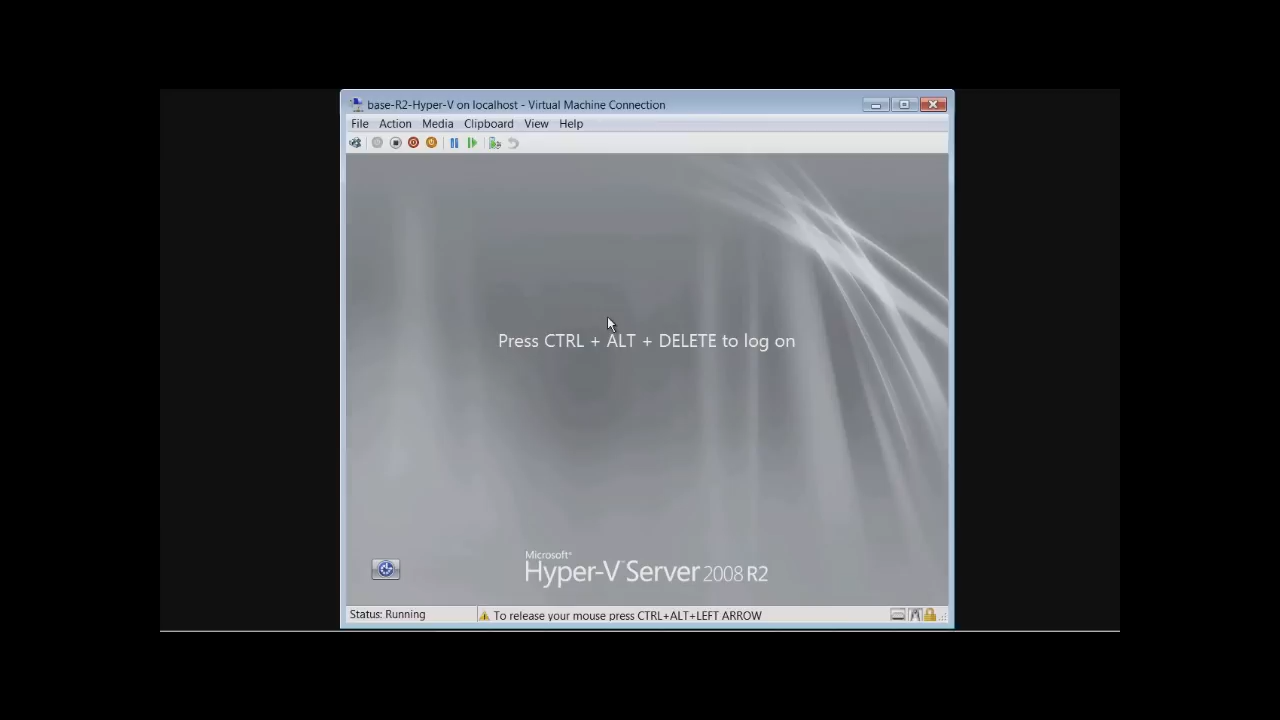 base-R2-Hyper-V on localhost - Virtual Machine Connection
File Action Media Clipboard View Help
Press CTRL + ALT + DELETE to log on
Microsoft®
Hyper-V™ Server 2008 R2
Status: Running
To release your mouse press CTRL+ALT+LEFT ARROW